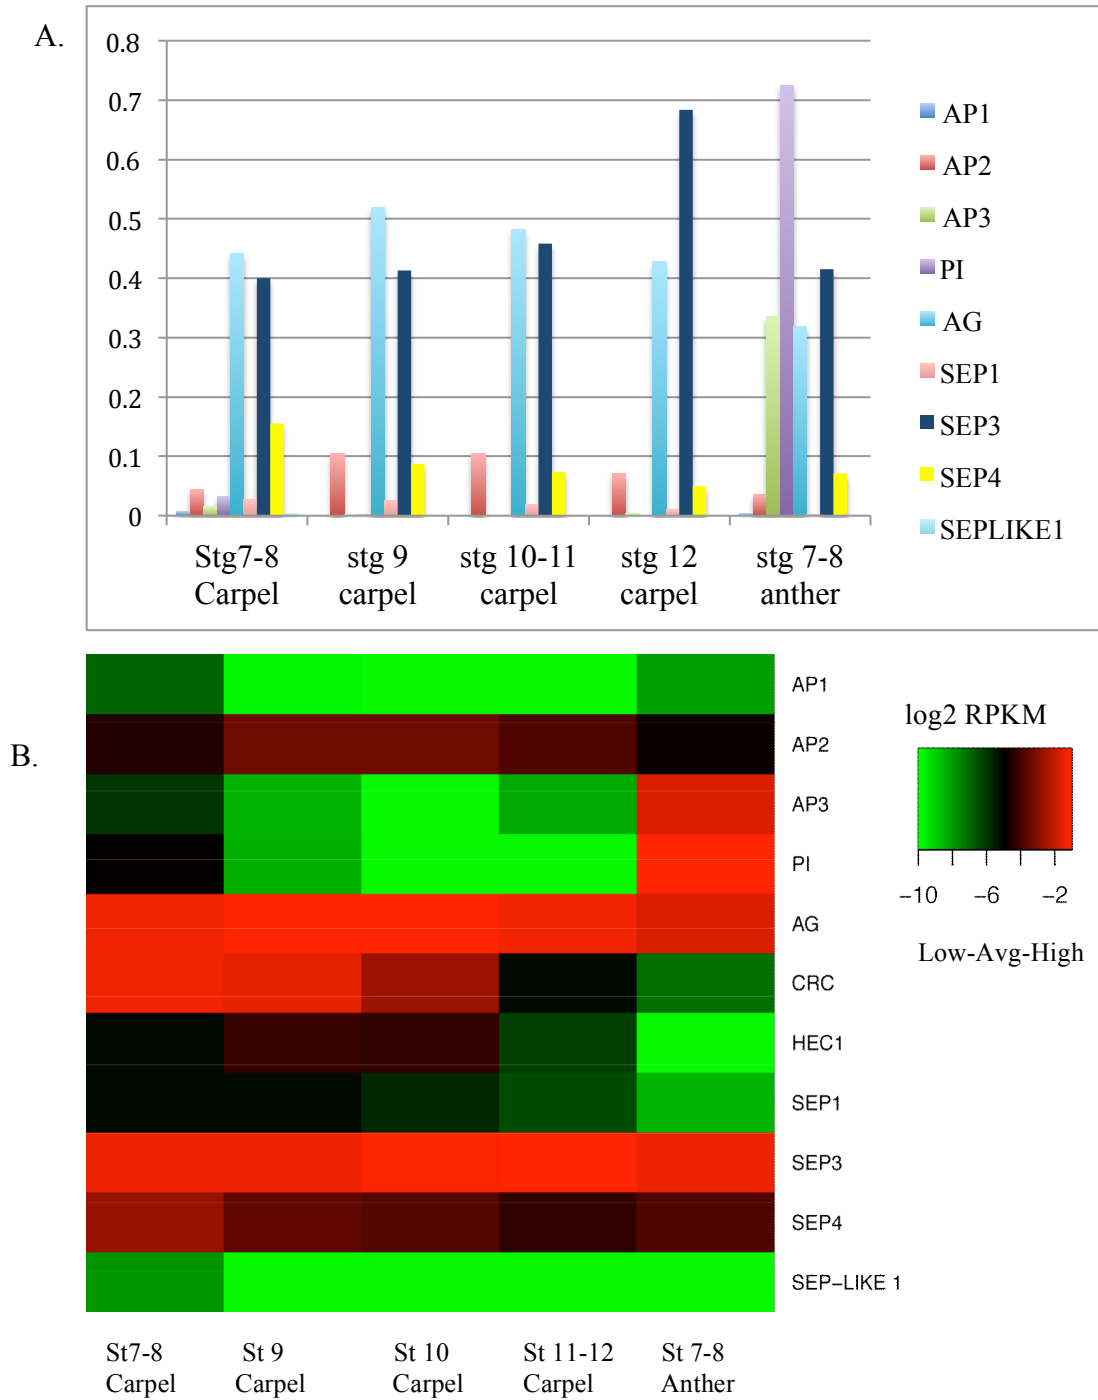 A.
0.8
0.7
0.6
0.5
0.4
0.3
0.2
0.1
0
Stg7-8 Carpel
stg 9 carpel
stg 10-11 carpel
stg 12 carpel
stg 7-8 anther
AP1
AP2
AP3
PI
AG
SEP1
SEP3
SEP4
SEPLIKE1
B.
AP1
AP2
AP3
PI
AG
CRC
HEC1
SEP1
SEP3
SEP4
SEP-LIKE 1
log2 RPKM
-10 -6 -2
Low-Avg-High
St7-8 Carpel
St 9 Carpel
St 10 Carpel
St 11-12 Carpel
St 7-8 Anther